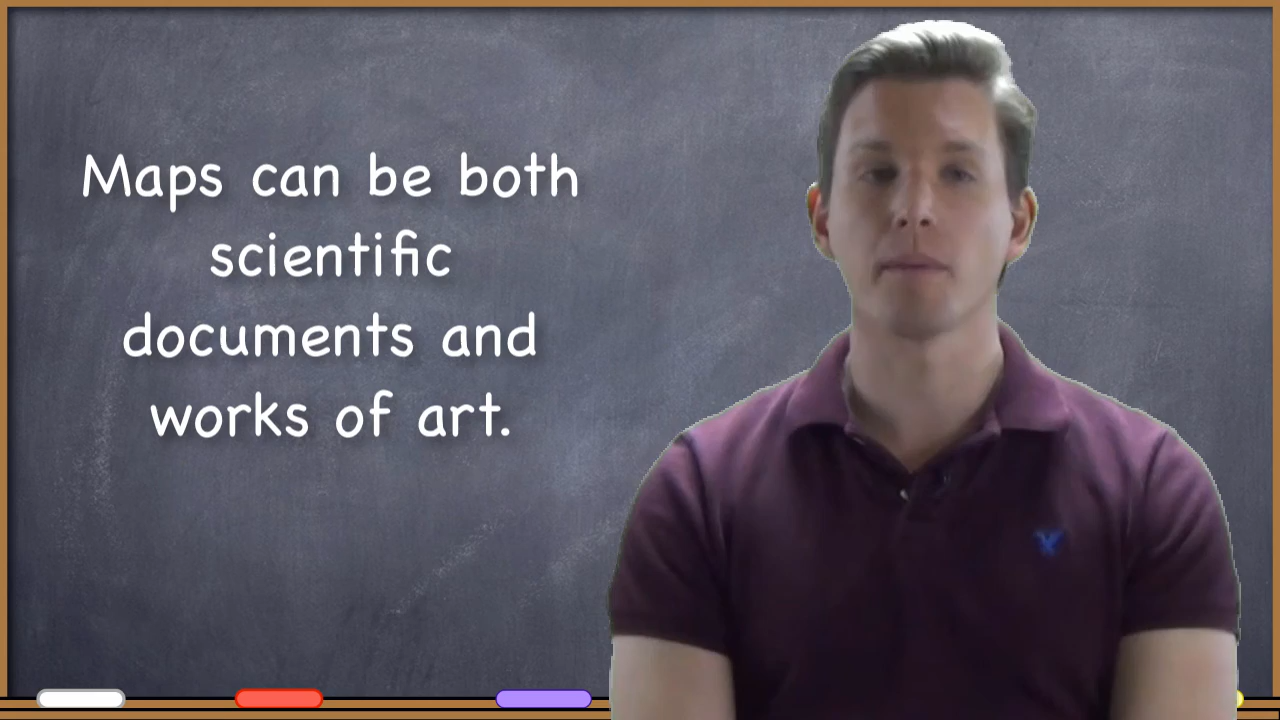 Maps can be both
scientific
documents and
works of art.